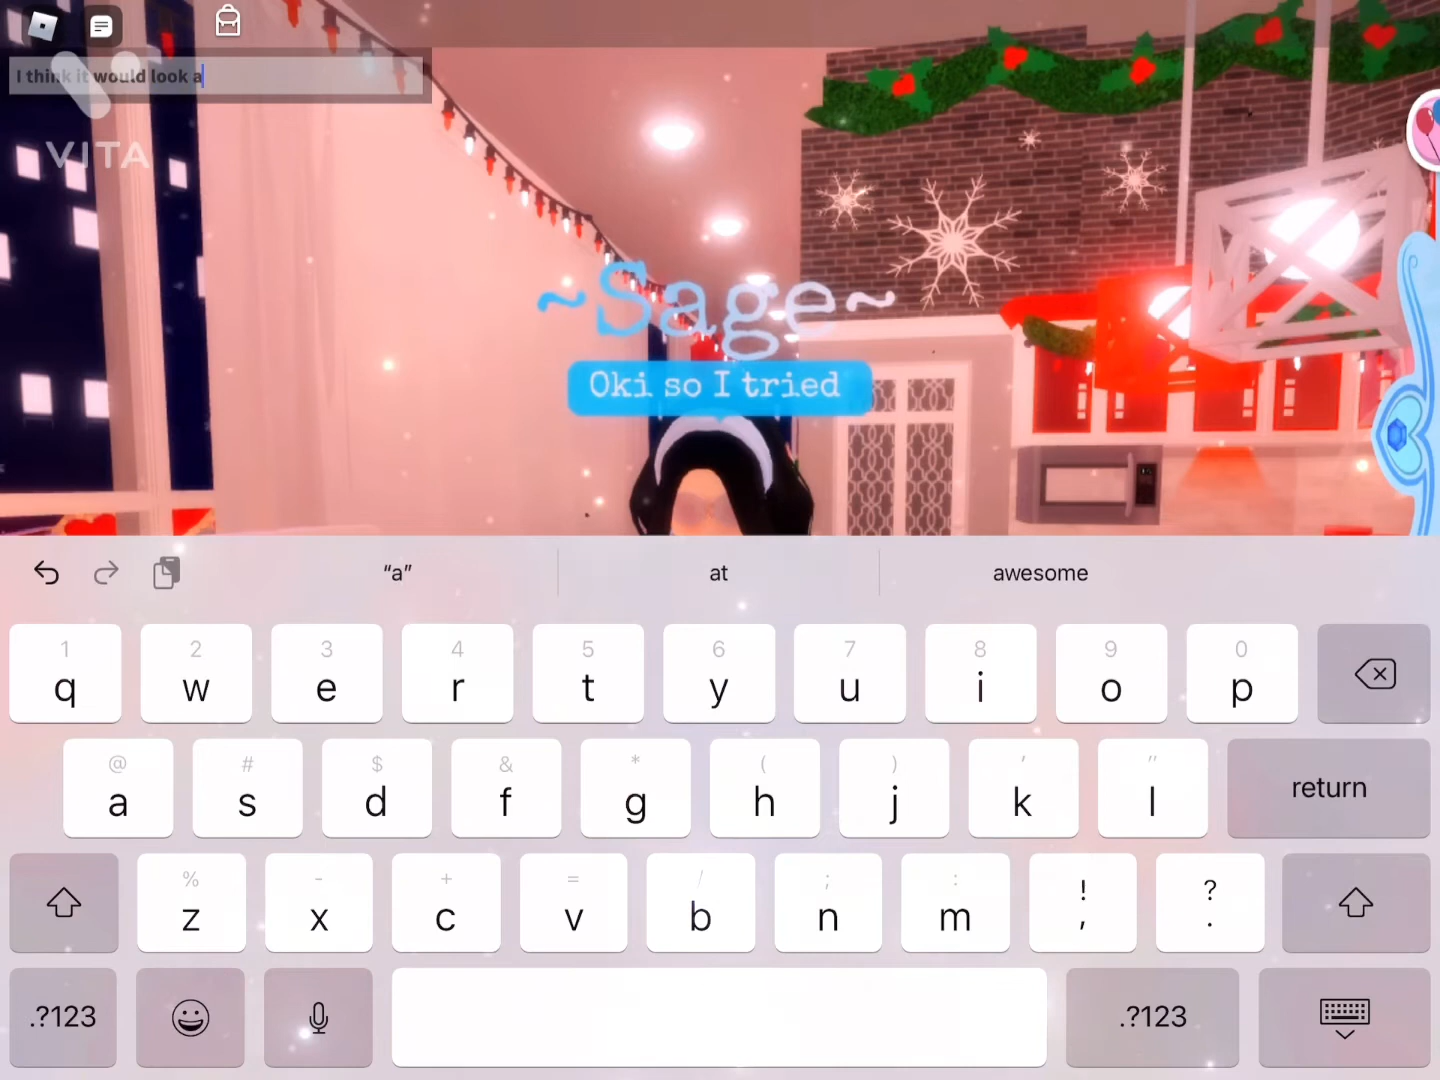 I think it would look a
VITA
~Sage~
Oki so I tried
“a” at awesome
1 2 3 4 5 6 7 8 9 0
q w e r t y u i o p
@ # $ & * ( ) ' "
a s d f g h j k l return
% - + = / ; : ! ?
z x c v b n m , .
.?123 .?123